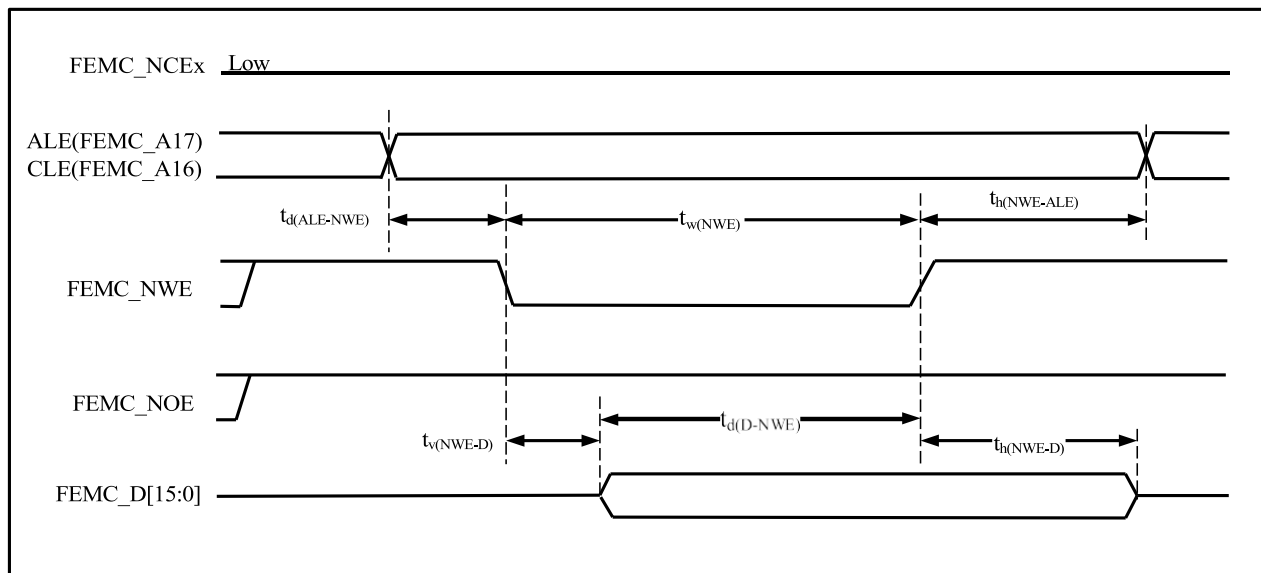 FEMC_NCEx Low
ALE(FEMC_A17)
CLE(FEMC_A16)
td(ALE-NWE) tw(NWE) th(NWE-ALE)
FEMC_NWE
FEMC_NOE
tv(NWE-D) td(D-NWE) th(NWE-D)
FEMC_D[15:0]